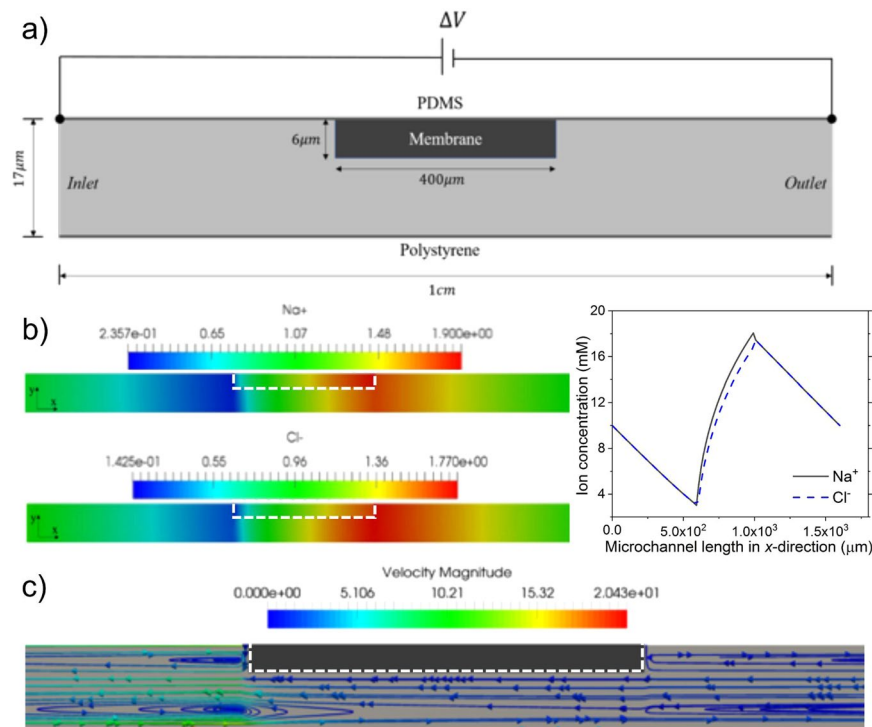 a)
ΔV
PDMS
6μm
Membrane
400μm
17μm
Inlet
Outlet
Polystyrene
1cm
b)
Na+
2.357e-01 0.65 1.07 1.48 1.900e+00
y
x
Cl-
1.425e-01 0.55 0.96 1.36 1.770e+00
y
x
Ion concentration (mM)
20
16
12
8
4
Na⁺
Cl⁻
0.0 5.0x10² 1.0x10³ 1.5x10³
Microchannel length in x-direction (μm)
c)
Velocity Magnitude
0.000e+00 5.106 10.21 15.32 2.043e+01